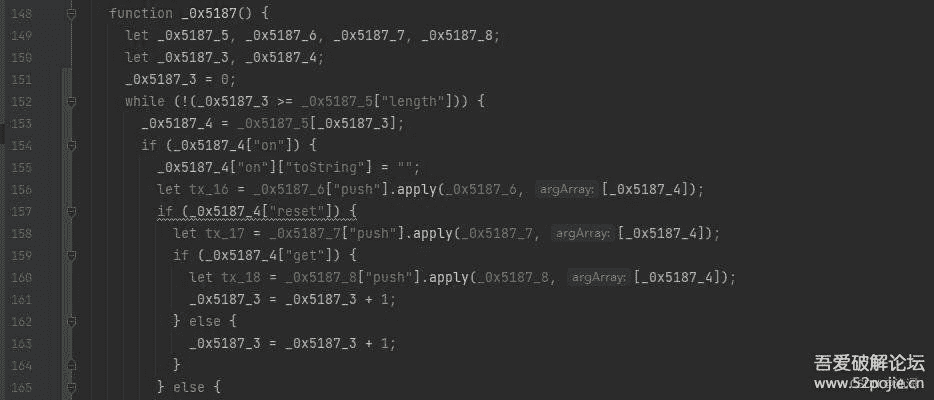 148 function _0x5187() {
149 let _0x5187_5, _0x5187_6, _0x5187_7, _0x5187_8;
150 let _0x5187_3, _0x5187_4;
151 _0x5187_3 = 0;
152 while (!(_0x5187_3 >= _0x5187_5["length"])) {
153 _0x5187_4 = _0x5187_5[_0x5187_3];
154 if (_0x5187_4["on"]) {
155 _0x5187_4["on"]["toString"] = "";
156 let tx_16 = _0x5187_6["push"].apply(_0x5187_6, argArray: [_0x5187_4]);
157 if (_0x5187_4["reset"]) {
158 let tx_17 = _0x5187_7["push"].apply(_0x5187_7, argArray: [_0x5187_4]);
159 if (_0x5187_4["get"]) {
160 let tx_18 = _0x5187_8["push"].apply(_0x5187_8, argArray: [_0x5187_4]);
161 _0x5187_3 = _0x5187_3 + 1;
162 } else {
163 _0x5187_3 = _0x5187_3 + 1;
164 }
165 } else {
吾爱破解论坛
www.52pojie.cn